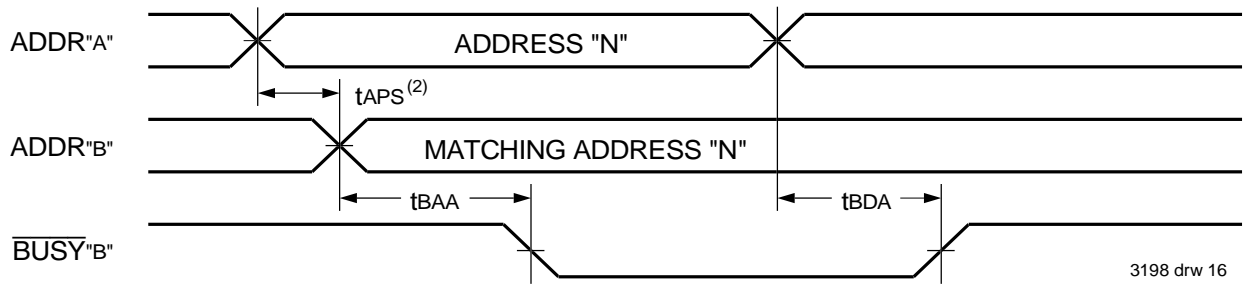 ADDR"A"
ADDRESS "N"
tAPS(2)
ADDR"B"
MATCHING ADDRESS "N"
tBAA
tBDA
BUSY"B"
3198 drw 16